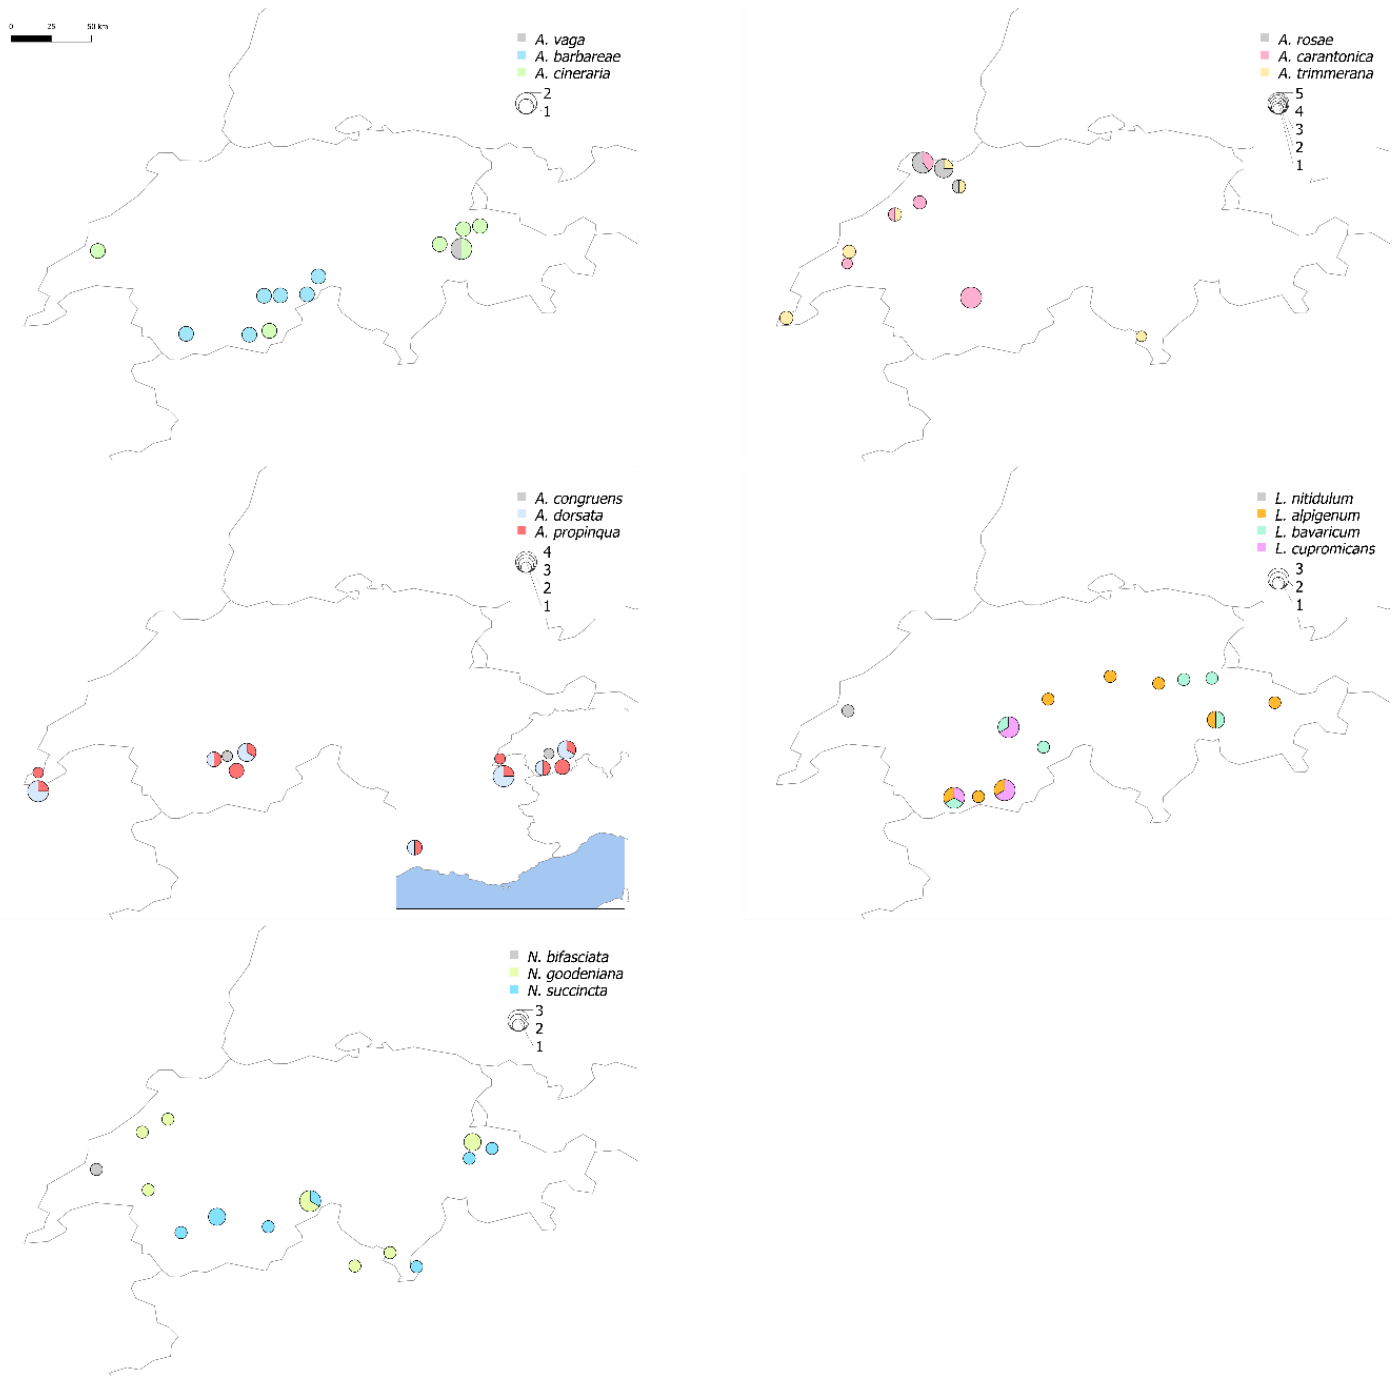 0 25 50 km
A. vaga
A. barbareae
A. cineraria
2
1
A. rosae
A. carantonica
A. trimmerana
5
4
3
2
1
A. congruens
A. dorsata
A. propinqua
4
3
2
1
L. nitidulum
L. alpigenum
L. bavaricum
L. cupromicans
3
2
1
N. bifasciata
N. goodeniana
N. succincta
3
2
1